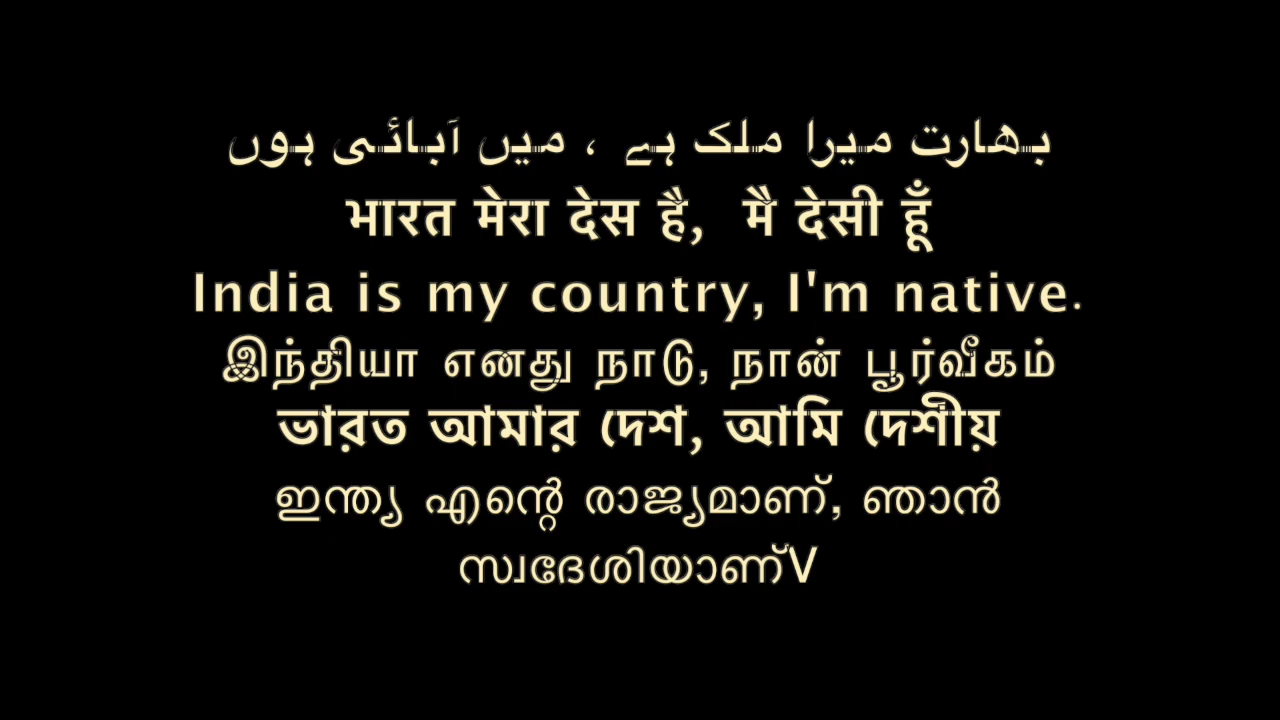 بھارت میرا ملک ہے ، میں آبائی ہوں
भारत मेरा देस है, मै देसी हूँ
India is my country, I'm native.
இந்தியா எனது நாடு, நான் பூர்வீகம்
ভারত আমার দেশ, আমি দেশীয়
ഇന്ത്യ എന്റെ രാജ്യമാണ്, ഞാൻ
സ്വദേശിയാണ്V